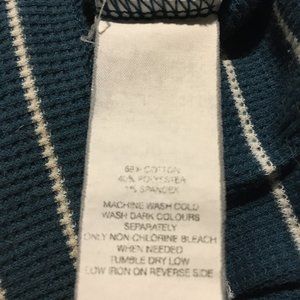 59% COTTON
40% POLYESTER
1% SPANDEX
MACHINE WASH COLD
WASH DARK COLOURS
SEPARATELY
ONLY NON-CHLORINE BLEACH
WHEN NEEDED
TUMBLE DRY LOW
LOW IRON ON REVERSE SIDE